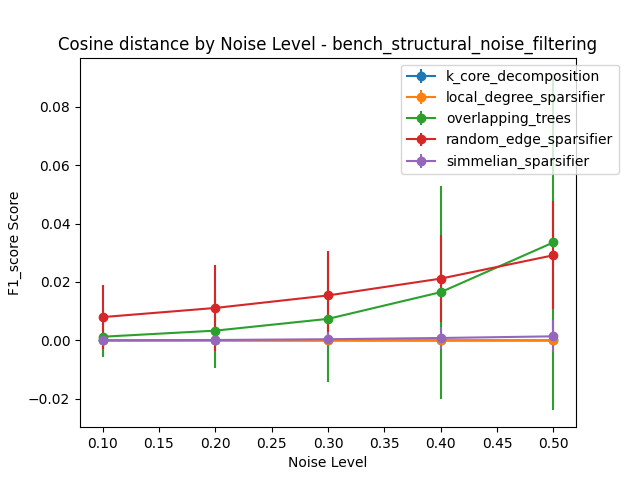 Cosine distance by Noise Level - bench_structural_noise_filtering
k_core_decomposition
local_degree_sparsifier
overlapping_trees
random_edge_sparsifier
simmelian_sparsifier
F1_score Score
0.08
0.06
0.04
0.02
0.00
−0.02
0.10 0.15 0.20 0.25 0.30 0.35 0.40 0.45 0.50
Noise Level